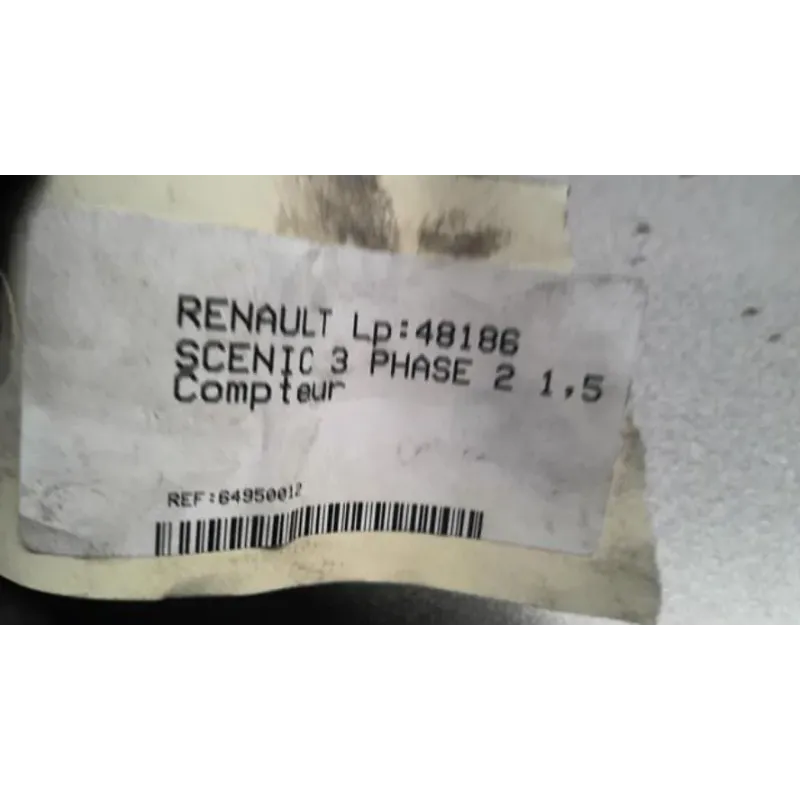 RENAULT Lp:48186
SCENIC 3 PHASE 2 1,5
Compteur
REF:64950012